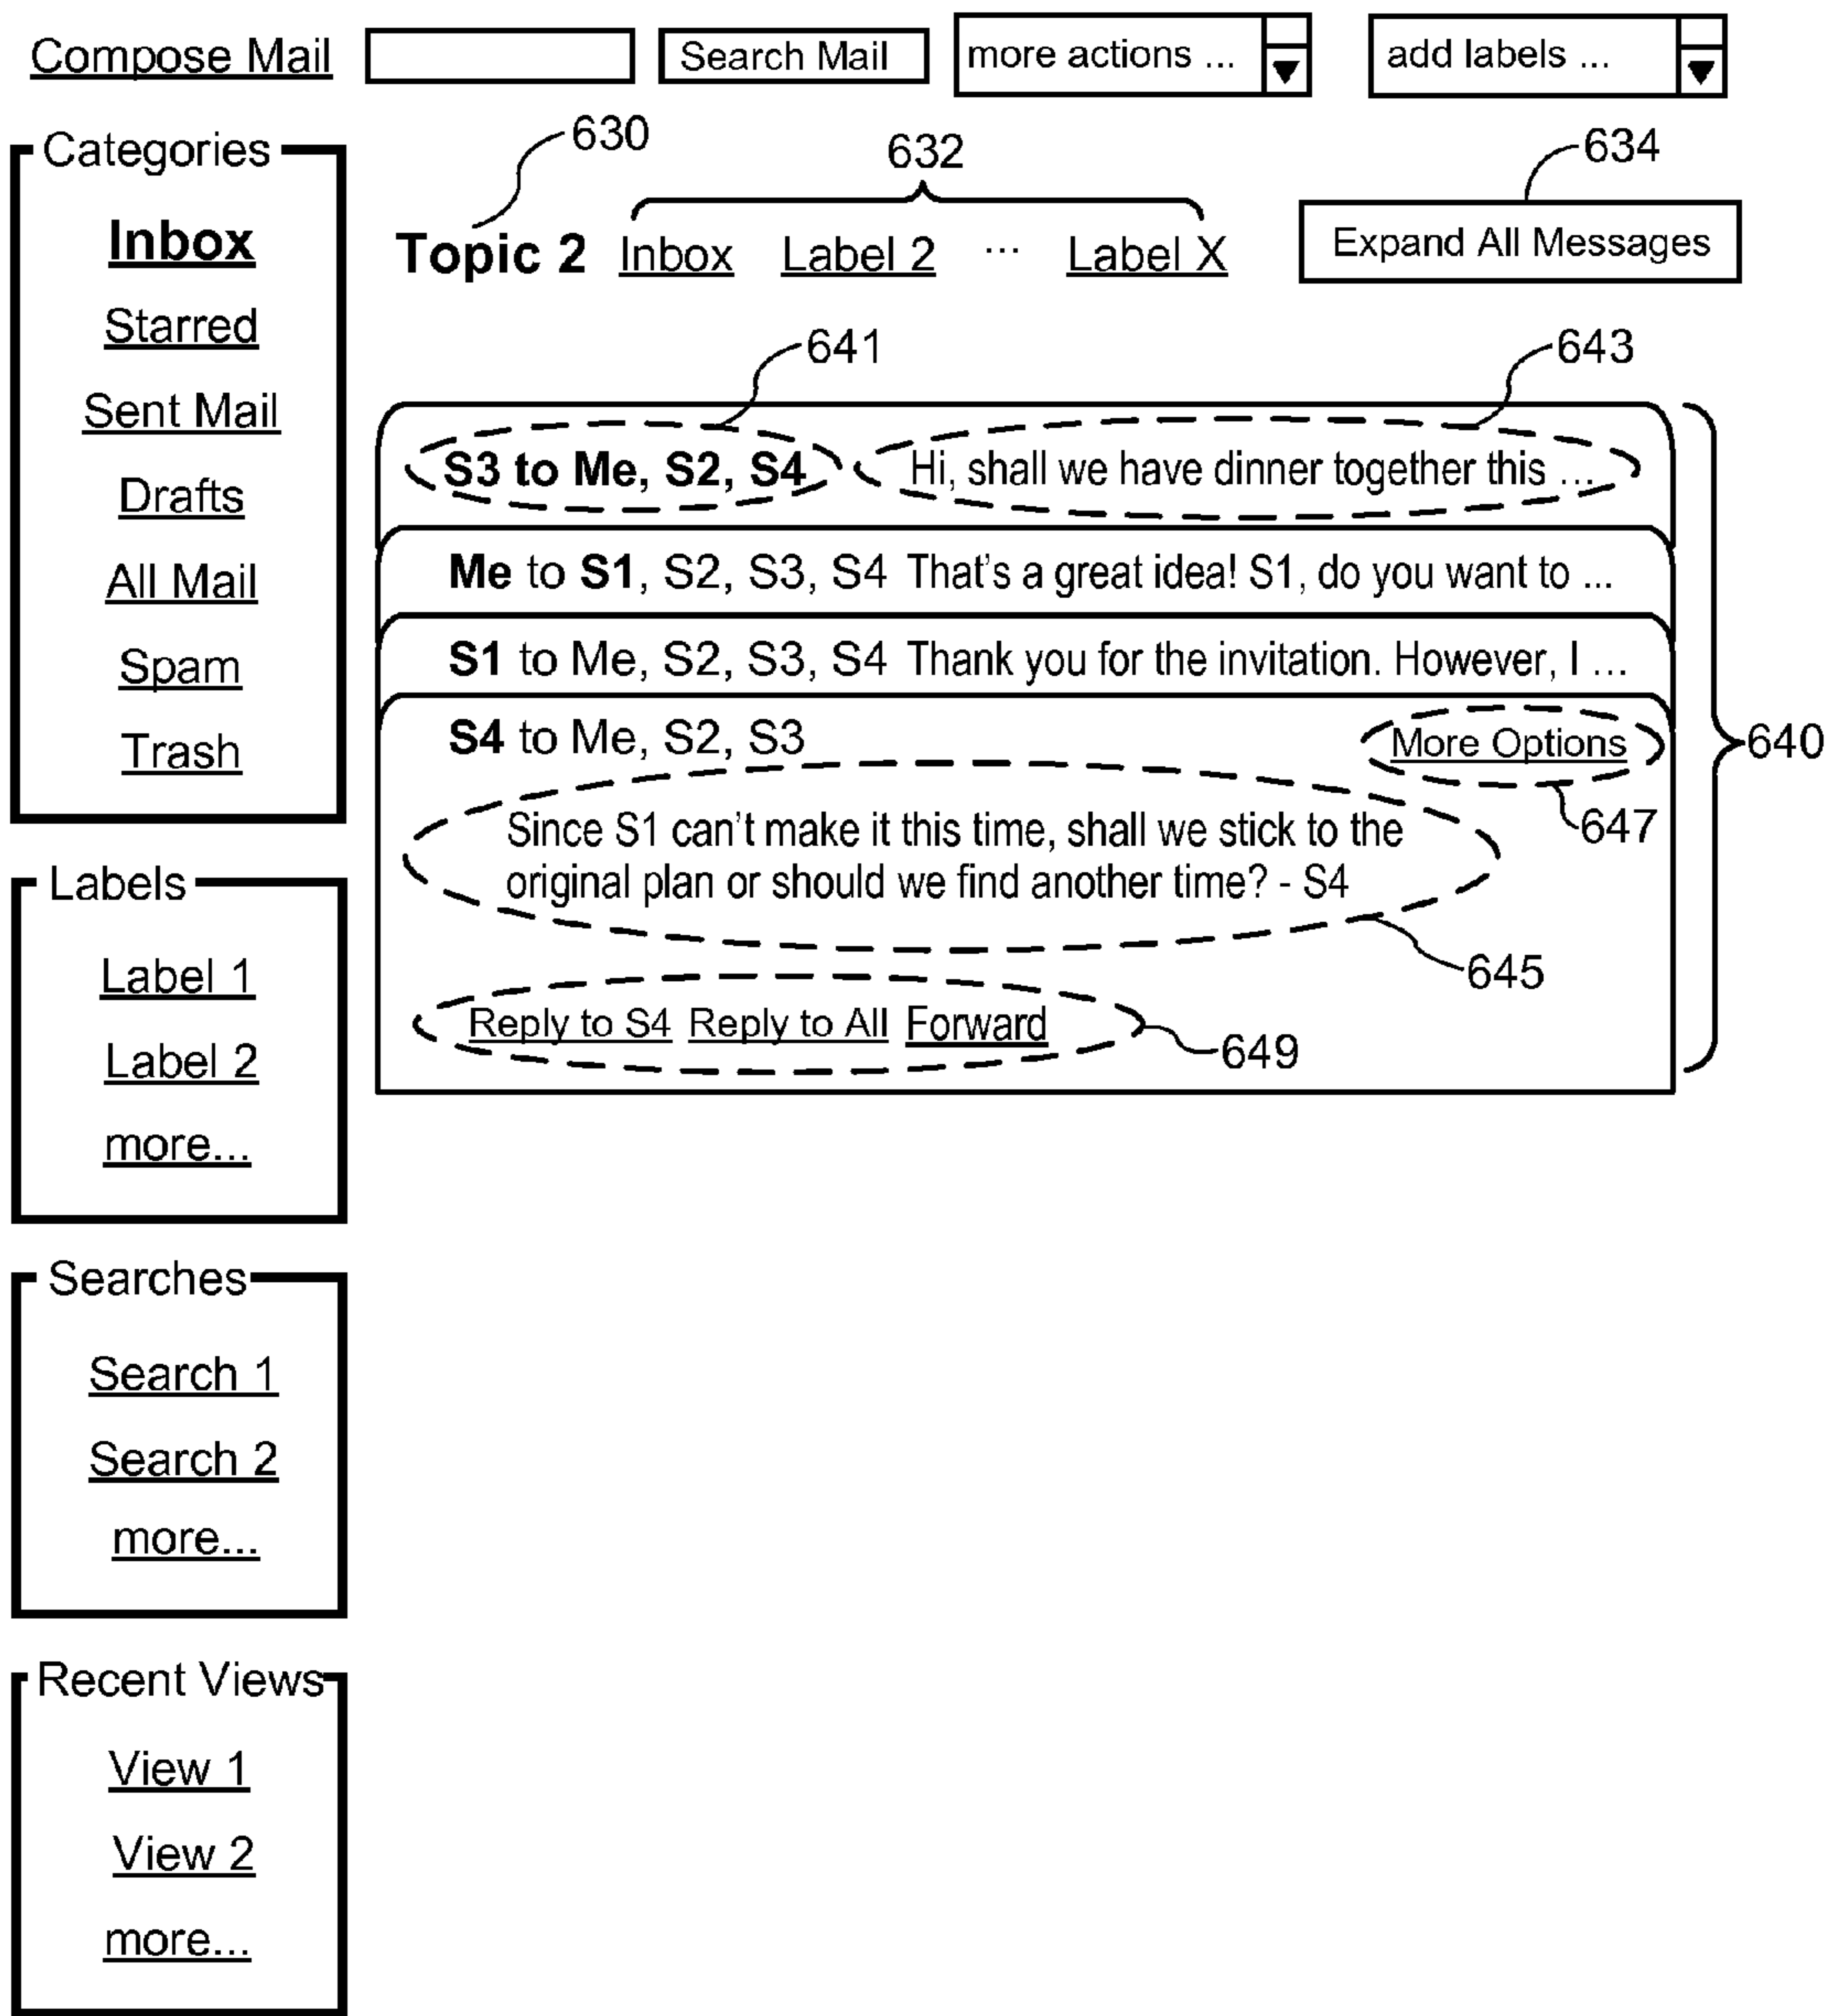 Compose Mail Search Mail more actions ... add labels ...
630
632
634
Categories
Inbox
Starred
Sent Mail
Drafts
All Mail
Spam
Trash
Topic 2 Inbox Label 2 ... Label X Expand All Messages
641
643
S3 to Me, S2, S4 Hi, shall we have dinner together this ...
Me to S1, S2, S3, S4 That's a great idea! S1, do you want to ...
S1 to Me, S2, S3, S4 Thank you for the invitation. However, I ...
S4 to Me, S2, S3 More Options
640
647
Since S1 can't make it this time, shall we stick to the
original plan or should we find another time? - S4
645
Reply to S4 Reply to All Forward
649
Labels
Label 1
Label 2
more...
Searches
Search 1
Search 2
more...
Recent Views
View 1
View 2
more...